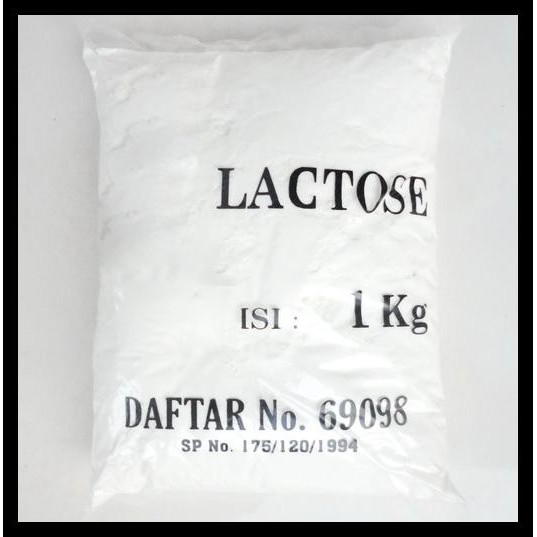 LACTOSE
ISI : 1 Kg
DAFTAR No. 69098
SP No. 175/120/1994